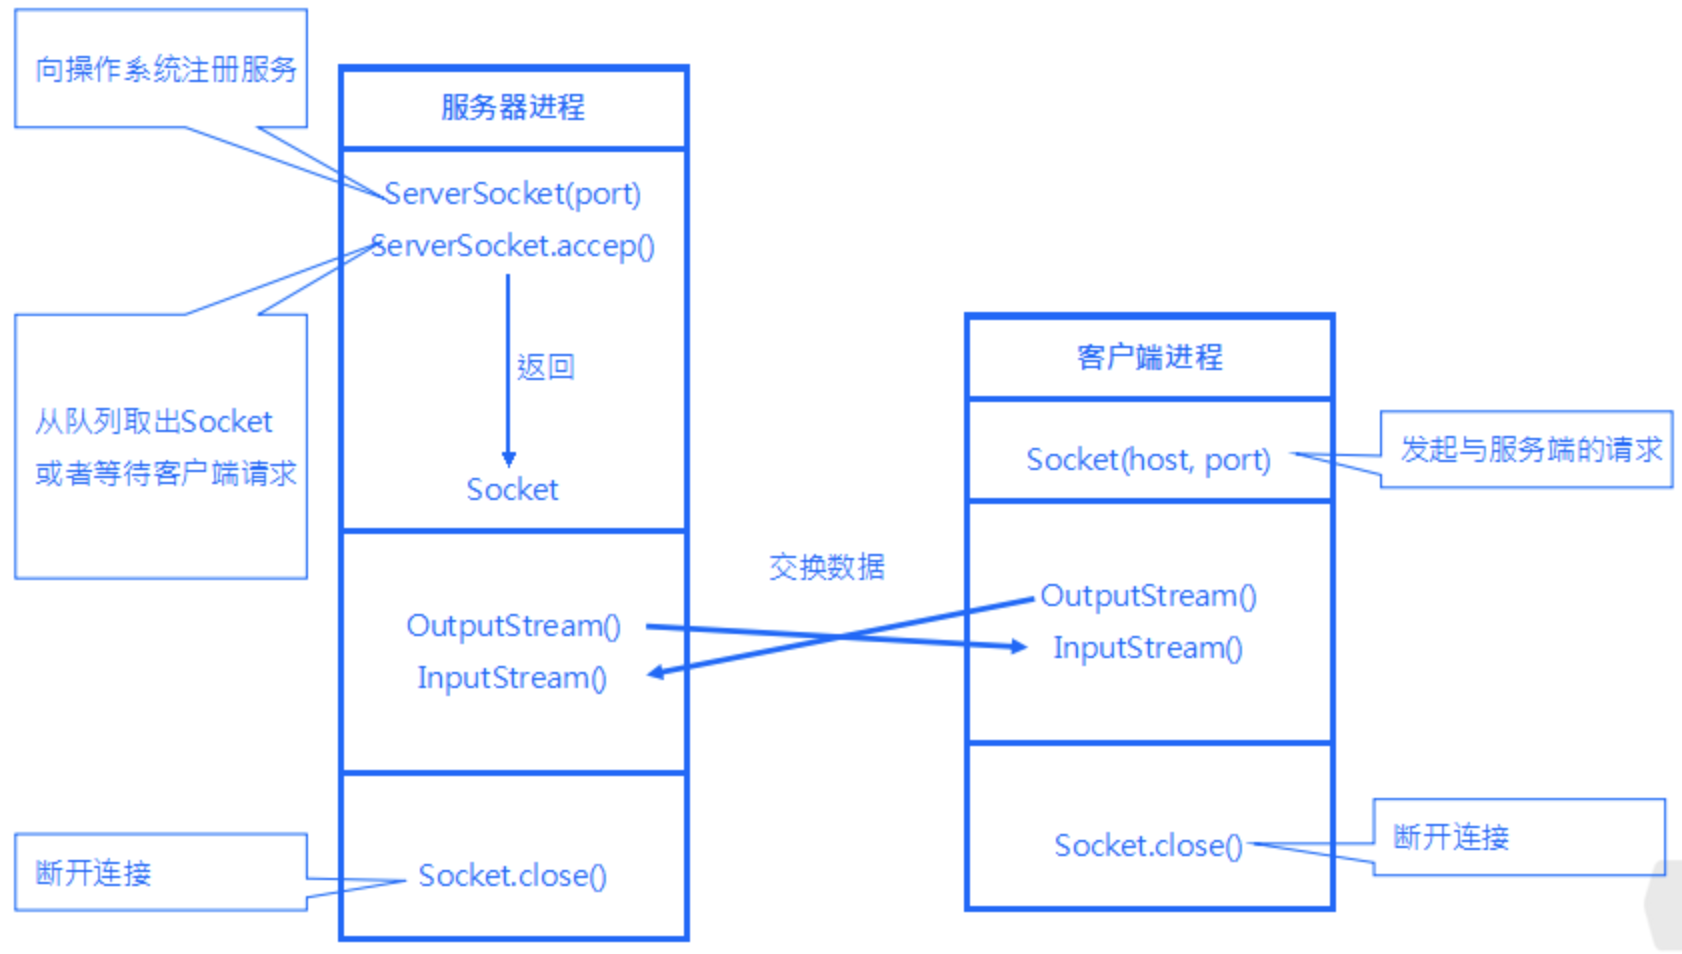 向操作系统注册服务
服务器进程
ServerSocket(port)
ServerSocket.accep()
返回
从队列取出Socket
或者等待客户端请求
Socket
客户端进程
Socket(host, port)
发起与服务端的请求
交换数据
OutputStream()
InputStream()
OutputStream()
InputStream()
断开连接
Socket.close()
Socket.close()
断开连接